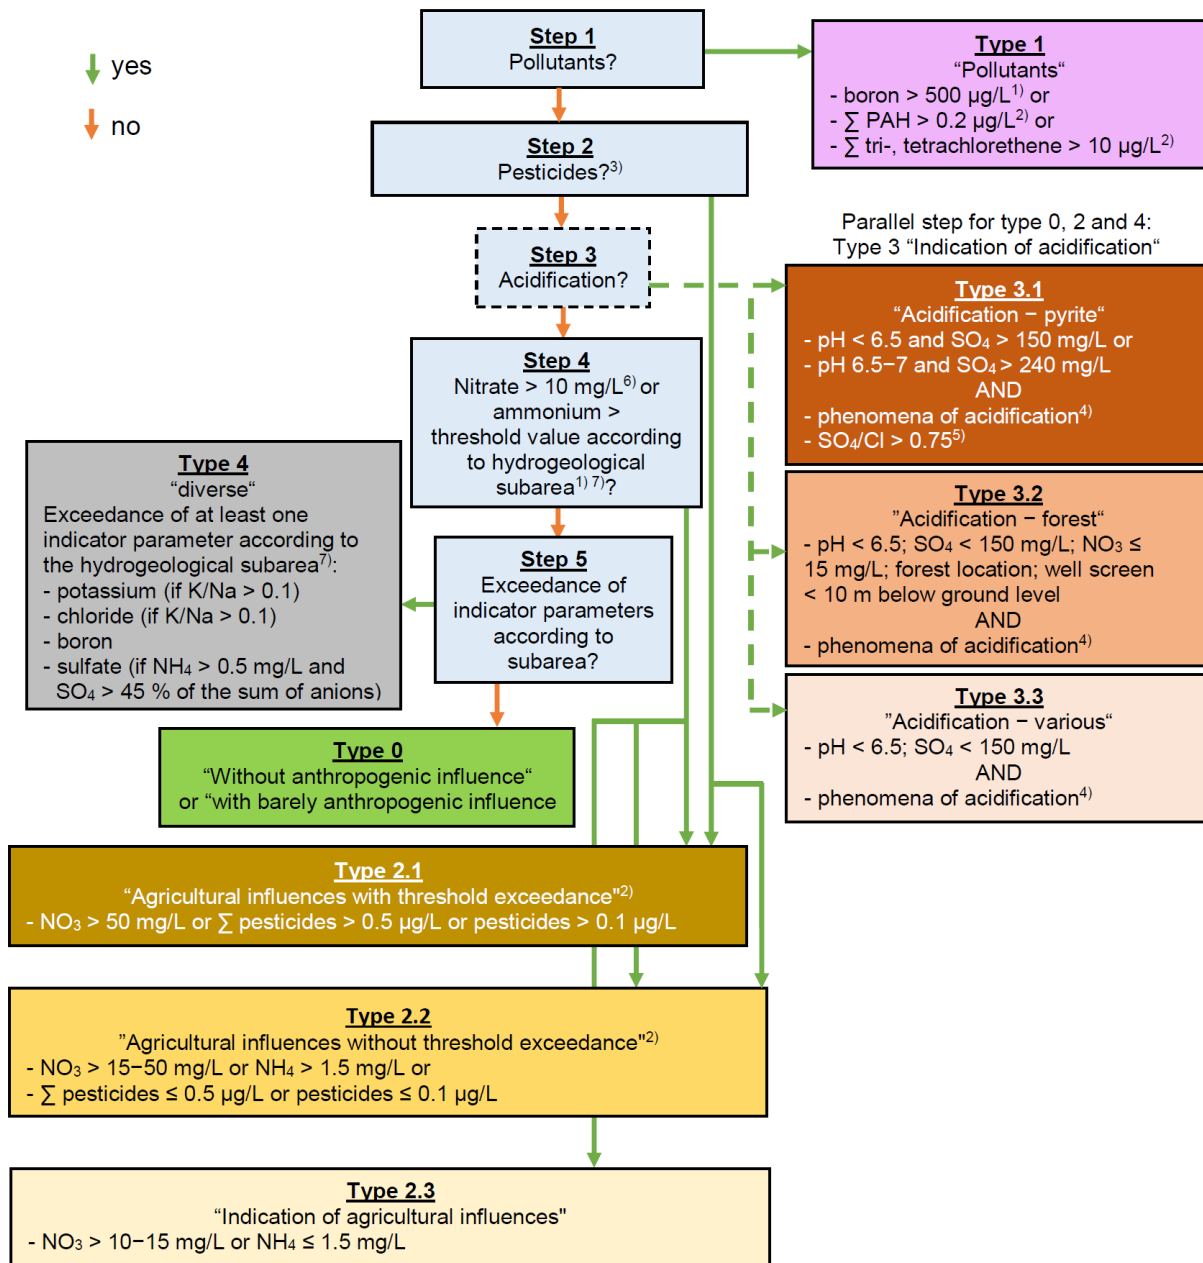 yes
no
Step 1
Pollutants?
Type 1
“Pollutants“
- boron > 500 µg/L1) or
- ∑ PAH > 0.2 µg/L2) or
- ∑ tri-, tetrachlorethene > 10 µg/L2)
Step 2
Pesticides?3)
Parallel step for type 0, 2 and 4:
Type 3 “Indication of acidification“
Step 3
Acidification?
Type 3.1
“Acidification − pyrite“
- pH < 6.5 and SO₄ > 150 mg/L or
- pH 6.5−7 and SO₄ > 240 mg/L
AND
- phenomena of acidification4)
- SO₄/Cl > 0.755)
Step 4
Nitrate > 10 mg/L6) or
ammonium >
threshold value according
to hydrogeological
subarea1) 7)?
Type 4
“diverse“
Exceedance of at least one
indicator parameter according to
the hydrogeological subarea7):
- potassium (if K/Na > 0.1)
- chloride (if K/Na > 0.1)
- boron
- sulfate (if NH₄ > 0.5 mg/L and
SO₄ > 45 % of the sum of anions)
Type 3.2
”Acidification − forest“
- pH < 6.5; SO₄ < 150 mg/L; NO₃ ≤
15 mg/L; forest location; well screen
< 10 m below ground level
AND
- phenomena of acidification4)
Step 5
Exceedance of
indicator parameters
according to
subarea?
Type 3.3
”Acidification − various“
- pH < 6.5; SO₄ < 150 mg/L
AND
- phenomena of acidification4)
Type 0
“Without anthropogenic influence“
or “with barely anthropogenic influence
Type 2.1
“Agricultural influences with threshold exceedance"2)
- NO₃ > 50 mg/L or ∑ pesticides > 0.5 µg/L or pesticides > 0.1 µg/L
Type 2.2
”Agricultural influences without threshold exceedance"2)
- NO₃ > 15−50 mg/L or NH₄ > 1.5 mg/L or
- ∑ pesticides ≤ 0.5 µg/L or pesticides ≤ 0.1 µg/L
Type 2.3
“Indication of agricultural influences"
- NO₃ > 10−15 mg/L or NH₄ ≤ 1.5 mg/L